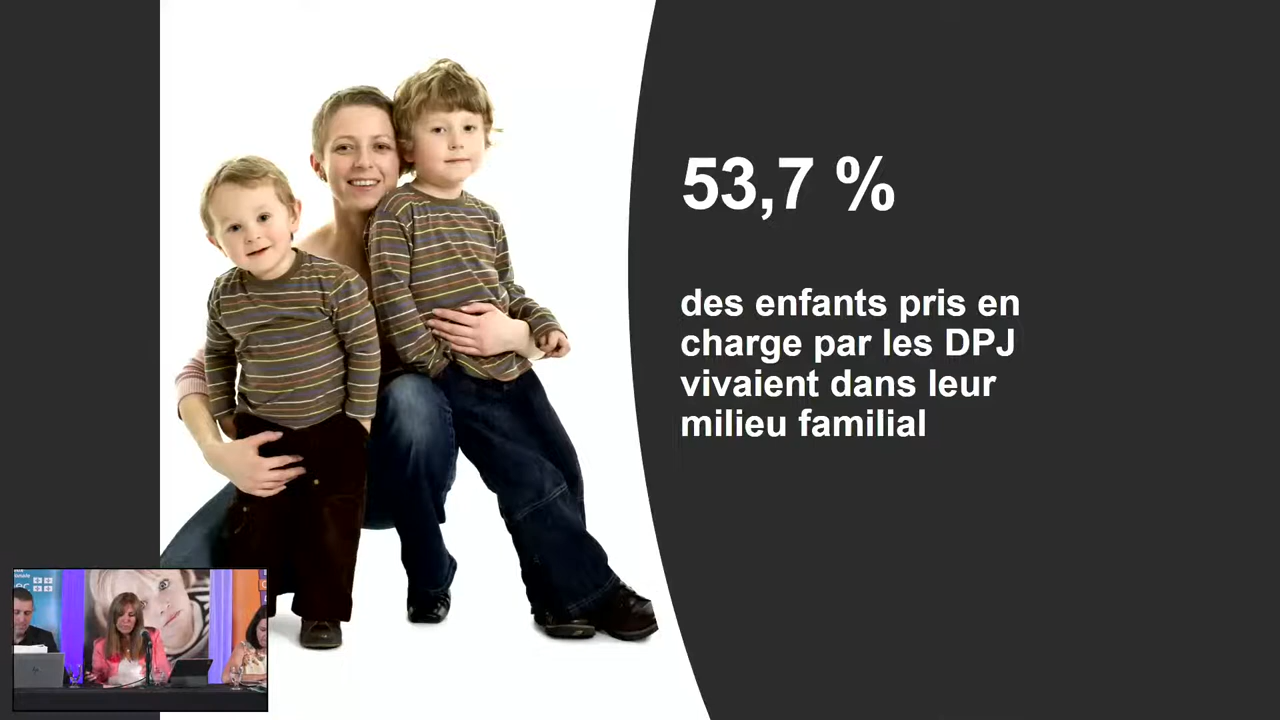 53,7 %
des enfants pris en
charge par les DPJ
vivaient dans leur
milieu familial